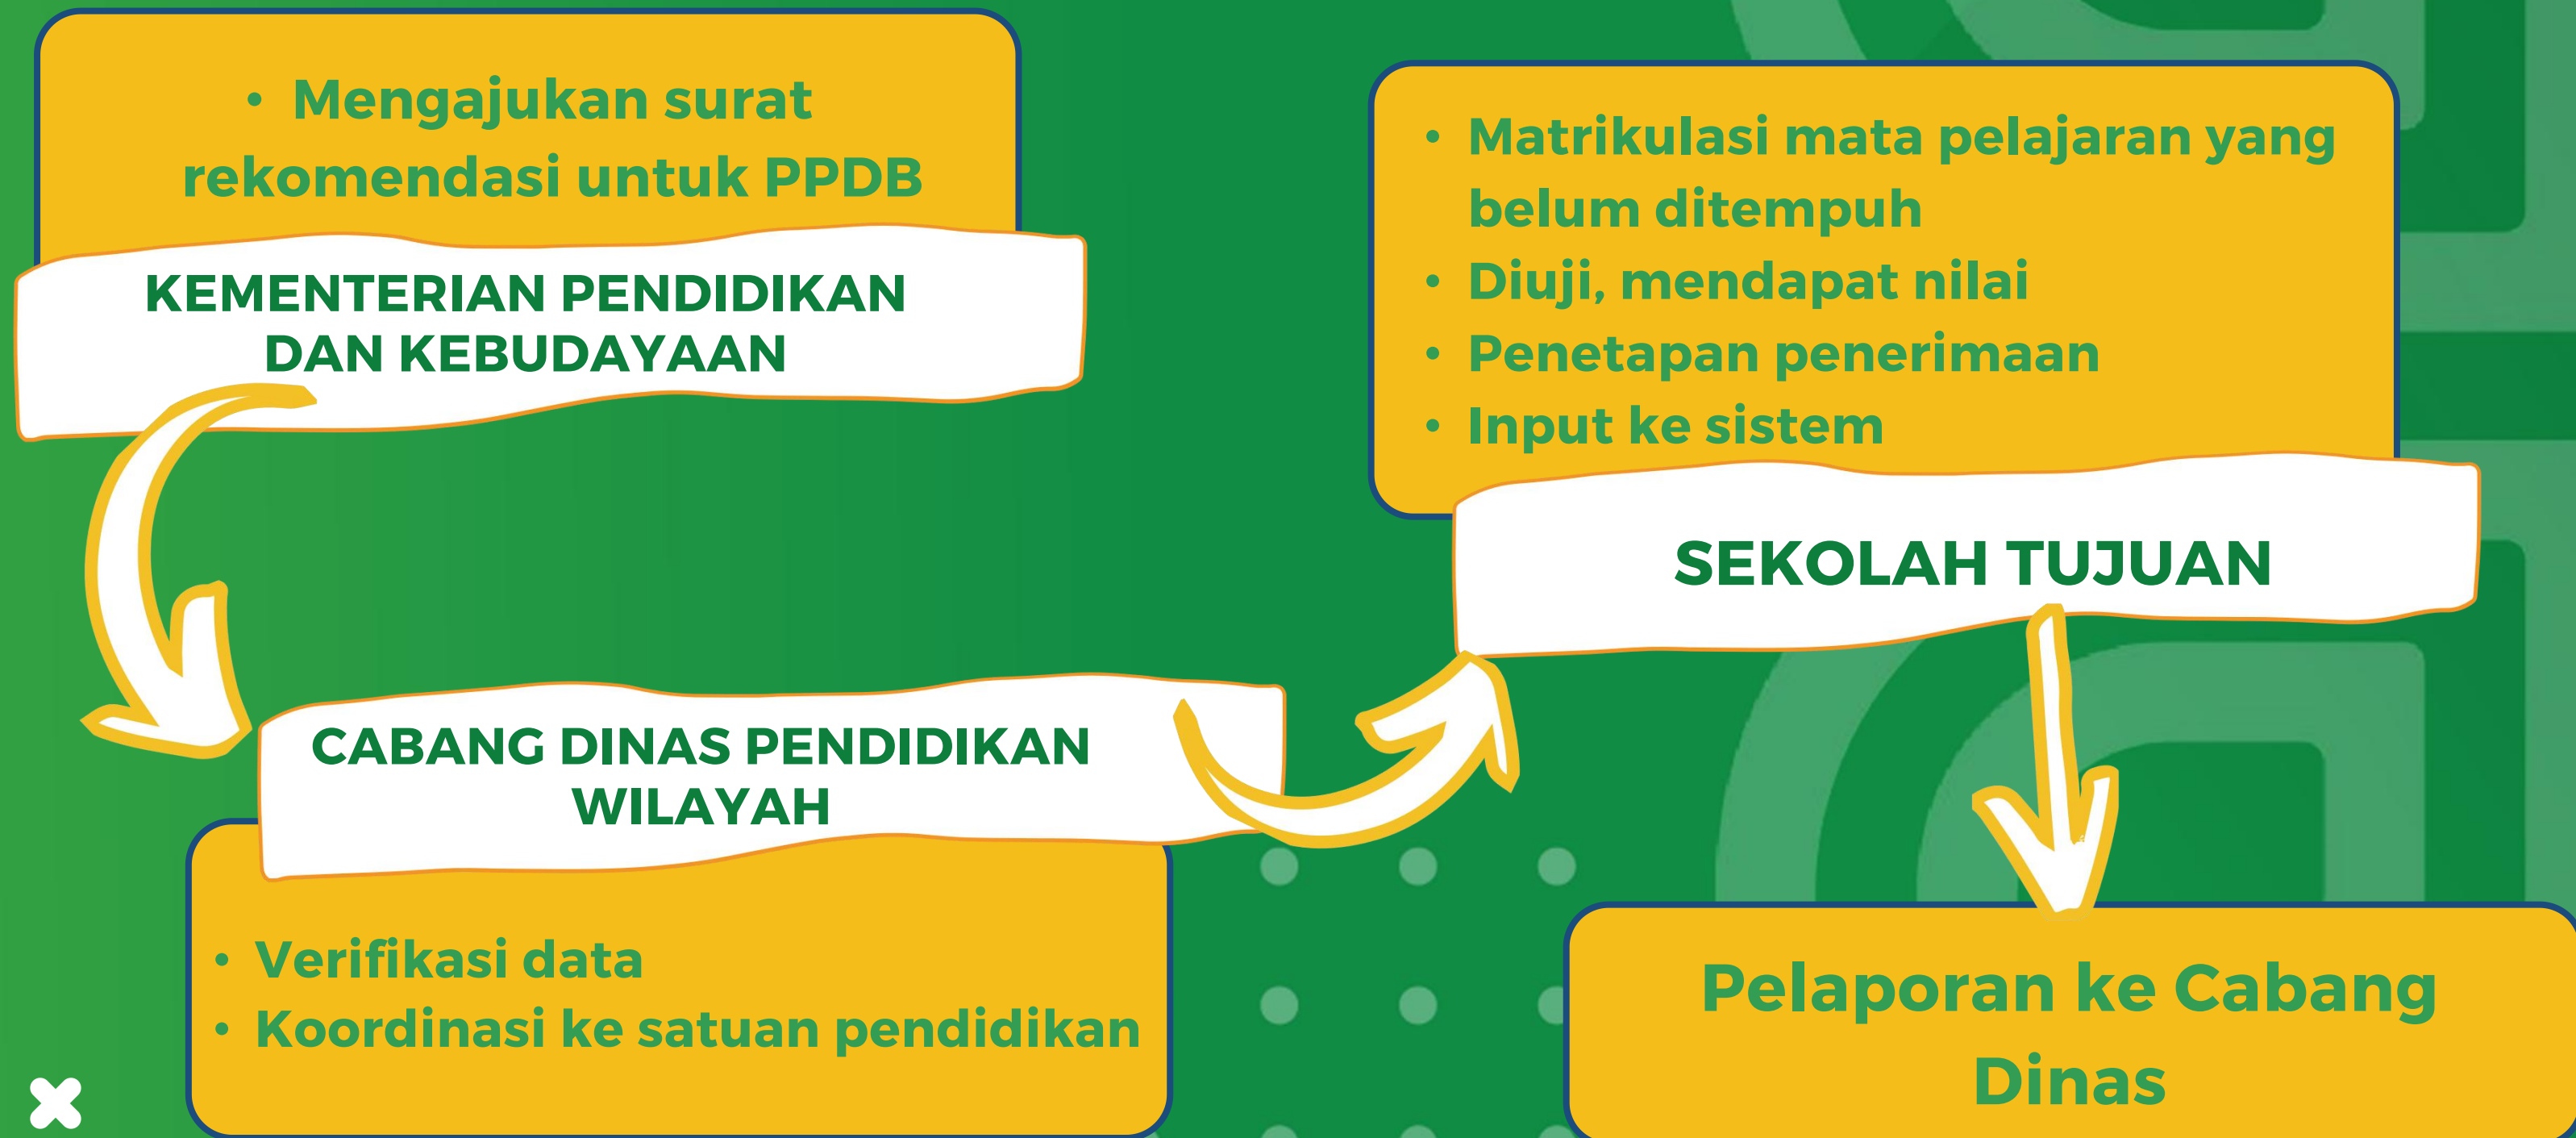 • Mengajukan surat
rekomendasi untuk PPDB
KEMENTERIAN PENDIDIKAN
DAN KEBUDAYAAN
CABANG DINAS PENDIDIKAN
WILAYAH
• Verifikasi data
• Koordinasi ke satuan pendidikan
• Matrikulasi mata pelajaran yang
belum ditempuh
• Diuji, mendapat nilai
• Penetapan penerimaan
• Input ke sistem
SEKOLAH TUJUAN
Pelaporan ke Cabang
Dinas